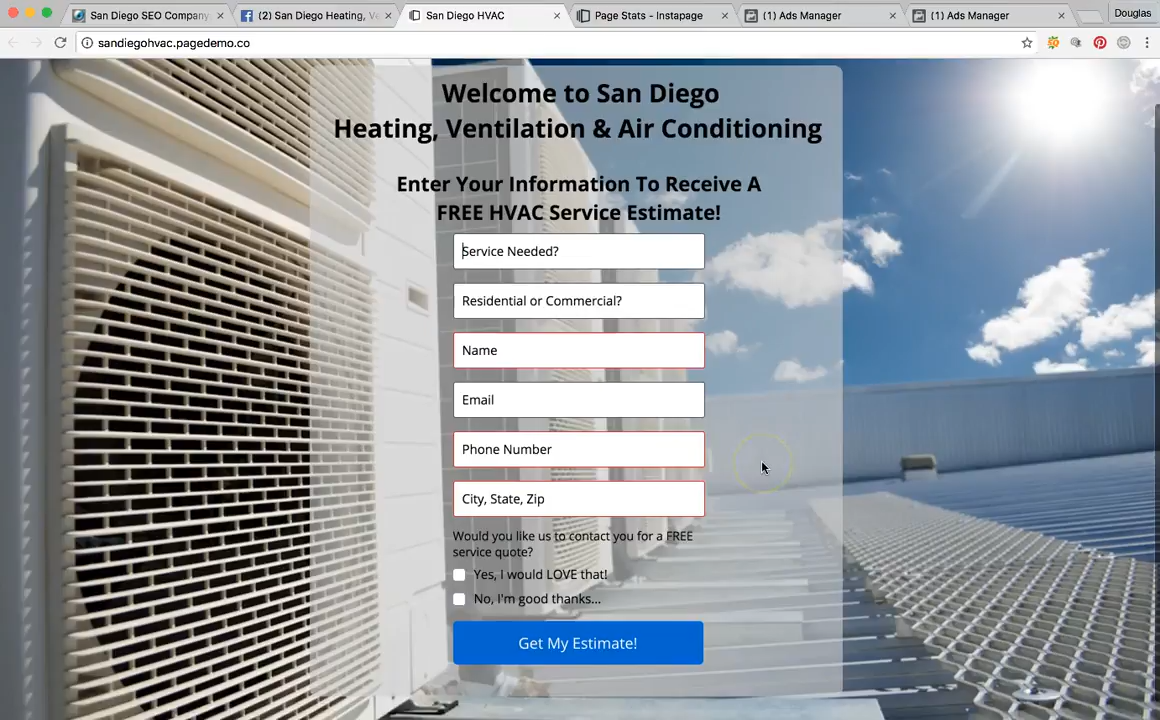 San Diego SEO Company
(2) San Diego Heating, Ve
San Diego HVAC
Page Stats - Instapage
(1) Ads Manager
(1) Ads Manager
Douglas
sandiegohvac.pagedemo.co
Welcome to San Diego
Heating, Ventilation & Air Conditioning
Enter Your Information To Receive A
FREE HVAC Service Estimate!
Service Needed?
Residential or Commercial?
Name
Email
Phone Number
City, State, Zip
Would you like us to contact you for a FREE
service quote?
Yes, I would LOVE that!
No, I'm good thanks...
Get My Estimate!